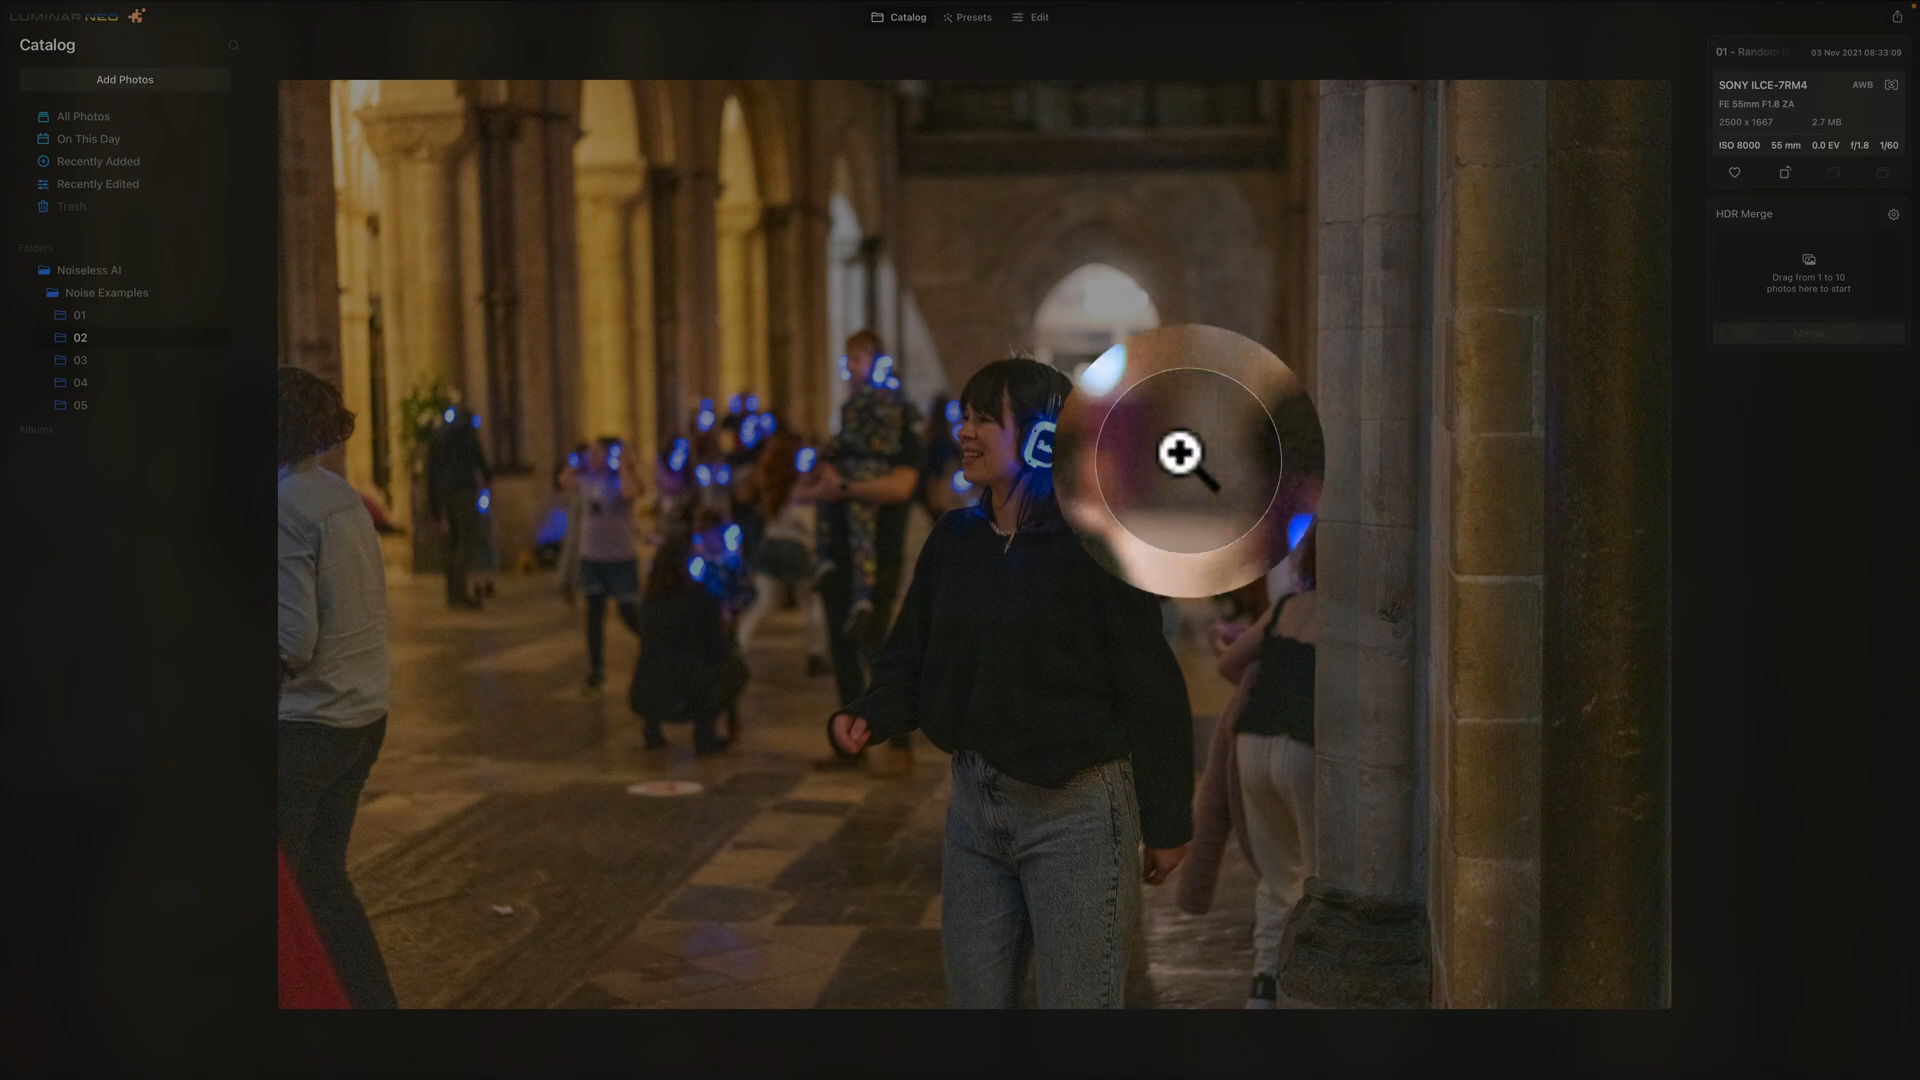 LUMINAR NEO
Catalog
Presets
Edit
Catalog
Add Photos
All Photos
On This Day
Recently Added
Recently Edited
Trash
Folders
Noiseless AI
Noise Examples
01
02
03
04
05
Albums
01 - Random
03 Nov 2021 08:33:09
SONY ILCE-7RM4
AWB
FE 55mm F1.8 ZA
2500 x 1667
2.7 MB
ISO 8000
55 mm
0.0 EV
f/1.8
1/60
HDR Merge
Drag from 1 to 10
photos here to start
Merge